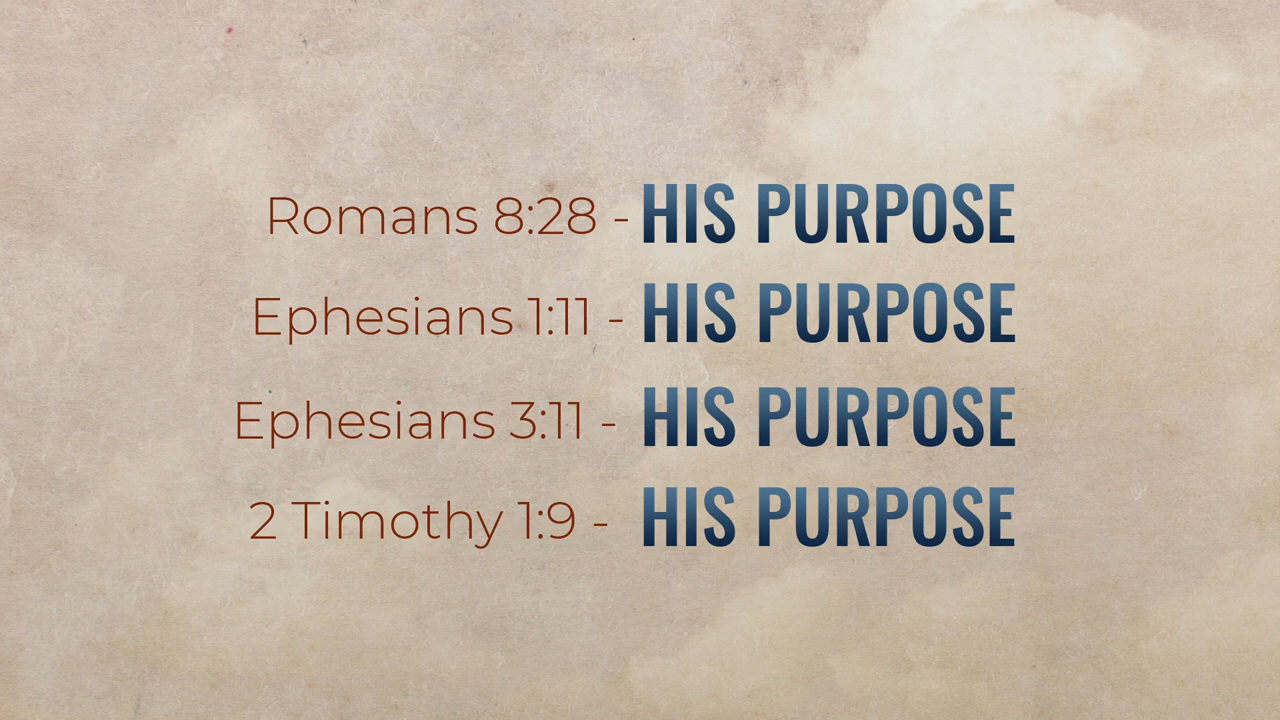 Romans 8:28 - HIS PURPOSE
Ephesians 1:11 - HIS PURPOSE
Ephesians 3:11 - HIS PURPOSE
2 Timothy 1:9 - HIS PURPOSE